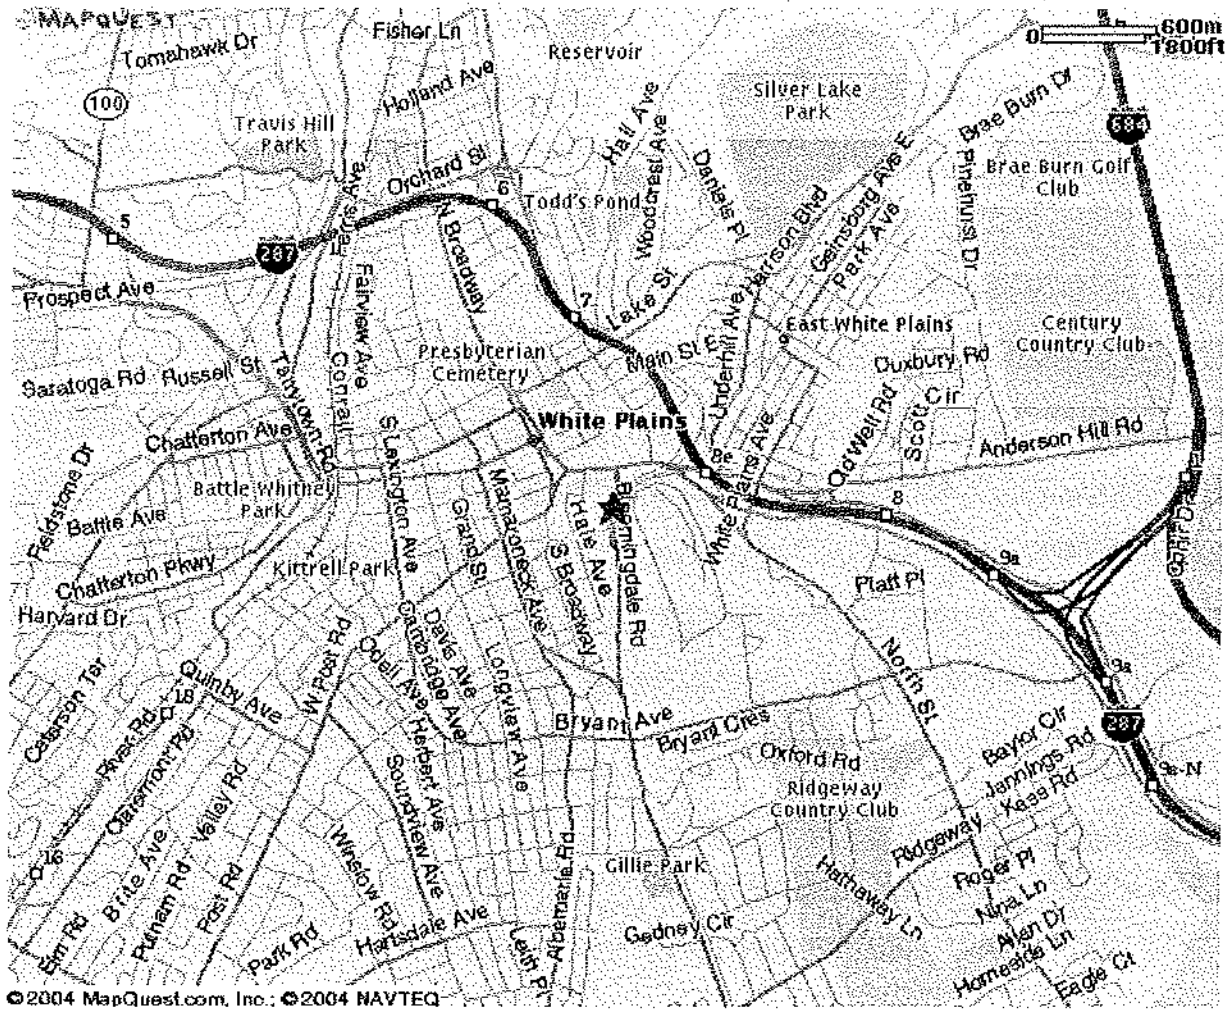 MAPQUEST
Tomahawk Dr
Fisher Ln
Reservoir
0 600m
1800ft
100
Holland Ave
Silver Lake
Park
Brae Burn Dr
684
Travis Hill
Park
Hall Ave
Woodcrest Ave
Daniels Pl
Orchard St
6
Todd's Pond
Brae Burn Golf
Club
Pinehurst Dr
5
287
N Broadway
Harrison Blvd
Gainsborg Ave E
Park Ave
Prospect Ave
Fairview Ave
7
Lake St
Main St E
Underhill Ave
East White Plains
Century
Country Club
Saratoga Rd
Russell St
Tarrytown Rd
Conrail
Presbyterian
Cemetery
Duxbury Rd
Old Well Rd
Scott Cir
White Plains
Chatterton Ave
S Lexington Ave
8e
White Plains Ave
Anderson Hill Rd
Fieldstone Dr
Battle Whitney
Park
Battle Ave
Grand St
Mamaroneck Ave
Hale Ave
S Broadway
Bloomingdale Rd
8
9a
Chatterton Pkwy
Kittrell Park
Platt Pl
Harvard Dr
W Post Rd
Odell Ave
Cambridge Ave
Davis Ave
Longview Ave
North St
9a
287
Catarson Ter
Quinby Ave
18
River Rd
Claremont Rd
Herbert Ave
Soundview Ave
Bryant Ave
Bryant Cres
Oxford Rd
Baylor Cir
Jennings Rd
Kass Rd
9a-N
Ridgeway
Country Club
Ridgeway
Valley Rd
16
Bittle Ave
Putnam Rd
Post Rd
Winslow Rd
Gillie Park
Hathaway Ln
Roger Pl
Nina Ln
Allen Dr
Homeside Ln
Eagle Ct
Elm Rd
Park Rd
Hartsdale Ave
Leith Pl
Albemarle Rd
Gedney Cir
©2004 MapQuest.com, Inc.; ©2004 NAVTEQ